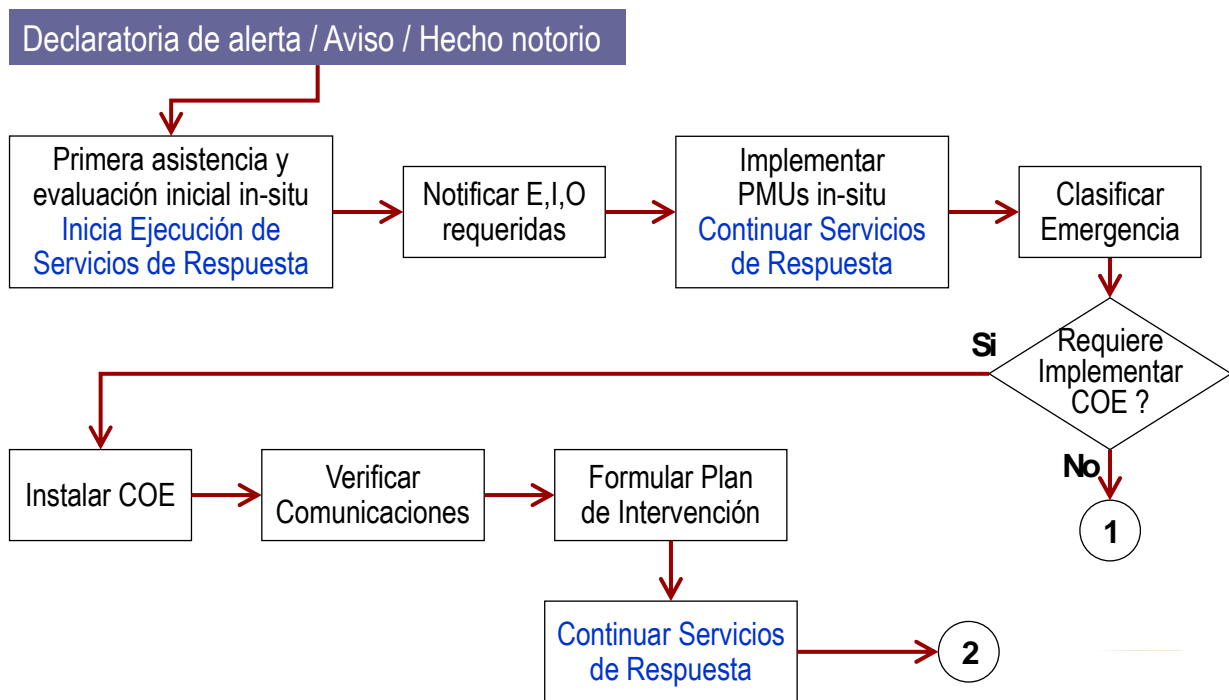 Declaratoria de alerta / Aviso / Hecho notorio
Primera asistencia y
evaluación inicial in-situ
Inicia Ejecución de
Servicios de Respuesta
Notificar E,I,O
requeridas
Implementar
PMUs in-situ
Continuar Servicios
de Respuesta
Clasificar
Emergencia
Requiere
Implementar
COE ?
Si
No
1
Instalar COE
Verificar
Comunicaciones
Formular Plan
de Intervención
Continuar Servicios
de Respuesta
2